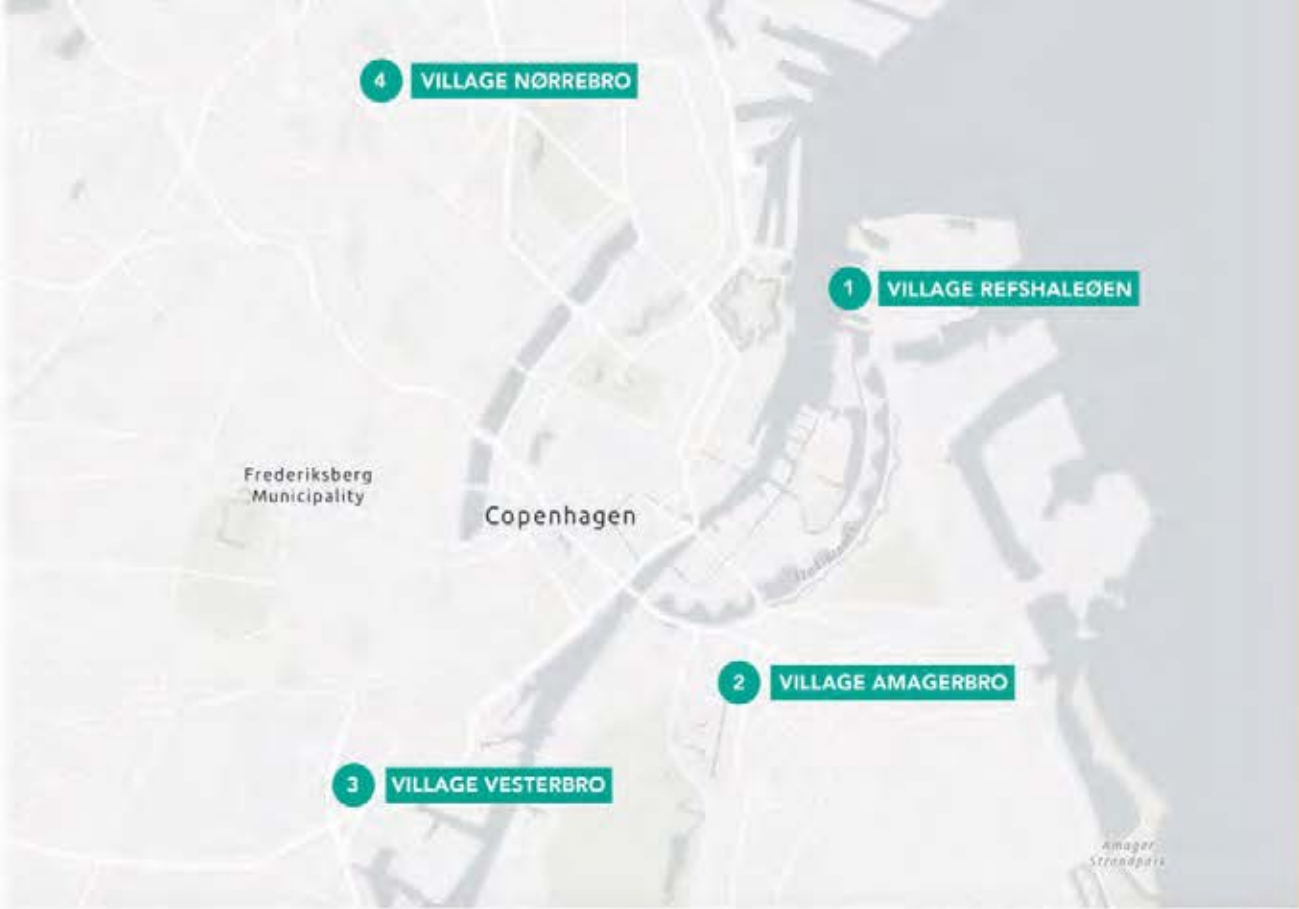 4 VILLAGE NØRREBRO
1 VILLAGE REFSHALEØEN
Frederiksberg
Municipality
Copenhagen
2 VILLAGE AMAGERBRO
3 VILLAGE VESTERBRO
Amager
Strandpark